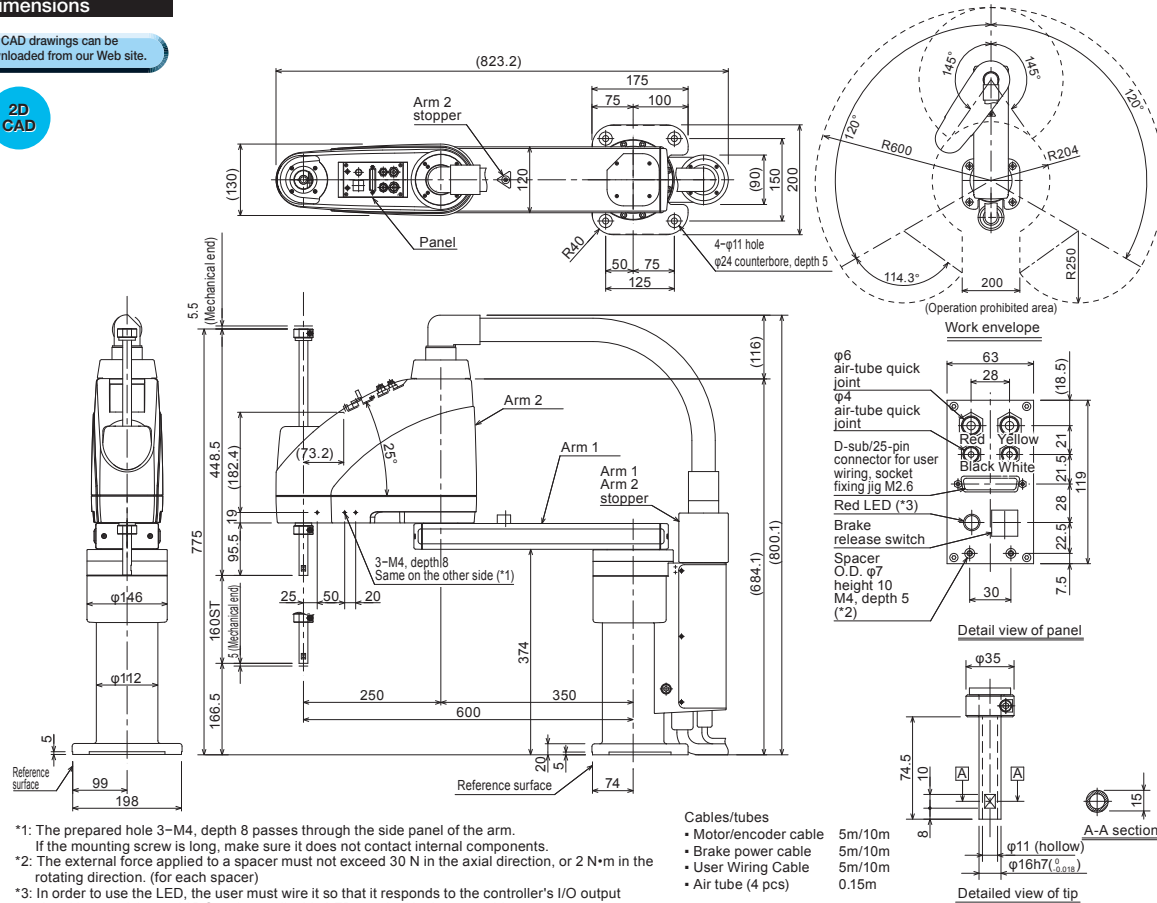 CAD drawings can be
nloaded from our Web site.
2D
CAD
(823.2)
175
75
100
Arm 2
stopper
(130)
120
(90)
150
200
Panel
R40
4−φ11 hole
φ24 counterbore, depth 5
50
75
125
145°
145°
120°
120°
R600
R204
R250
114.3°
200
(Operation prohibited area)
Work envelope
5.5
(Mechanical end)
775
448.5
(182.4)
19
95.5
160ST
5 (Mechanical end)
166.5
(73.2)
25°
Arm 2
Arm 1
Arm 1
Arm 2
stopper
(116)
(684.1)
(800.1)
3−M4, depth 8
Same on the other side (*1)
25
50
20
374
250
350
600
20
5
74
Reference surface
φ146
φ112
5
Reference
surface
99
198
φ6
air-tube quick
joint
φ4
air-tube quick
joint
D-sub/25-pin
connector for user
wiring, socket
fixing jig M2.6
Red LED (*3)
Brake
release switch
Spacer
O.D. φ7
height 10
M4, depth 5
(*2)
63
28
(18.5)
Red
Yellow
Black
White
21
21.5
28
22.5
7.5
119
30
Detail view of panel
φ35
74.5
10
8
A
A
15
A-A section
φ11 (hollow)
φ16h7( 0 -0.018 )
Detailed view of tip
*1: The prepared hole 3−M4, depth 8 passes through the side panel of the arm.
If the mounting screw is long, make sure it does not contact internal components.
*2: The external force applied to a spacer must not exceed 30 N in the axial direction, or 2 N•m in the
rotating direction. (for each spacer)
*3: In order to use the LED, the user must wire it so that it responds to the controller's I/O output
Cables/tubes
▪ Motor/encoder cable 5m/10m
▪ Brake power cable 5m/10m
▪ User Wiring Cable 5m/10m
▪ Air tube (4 pcs) 0.15m